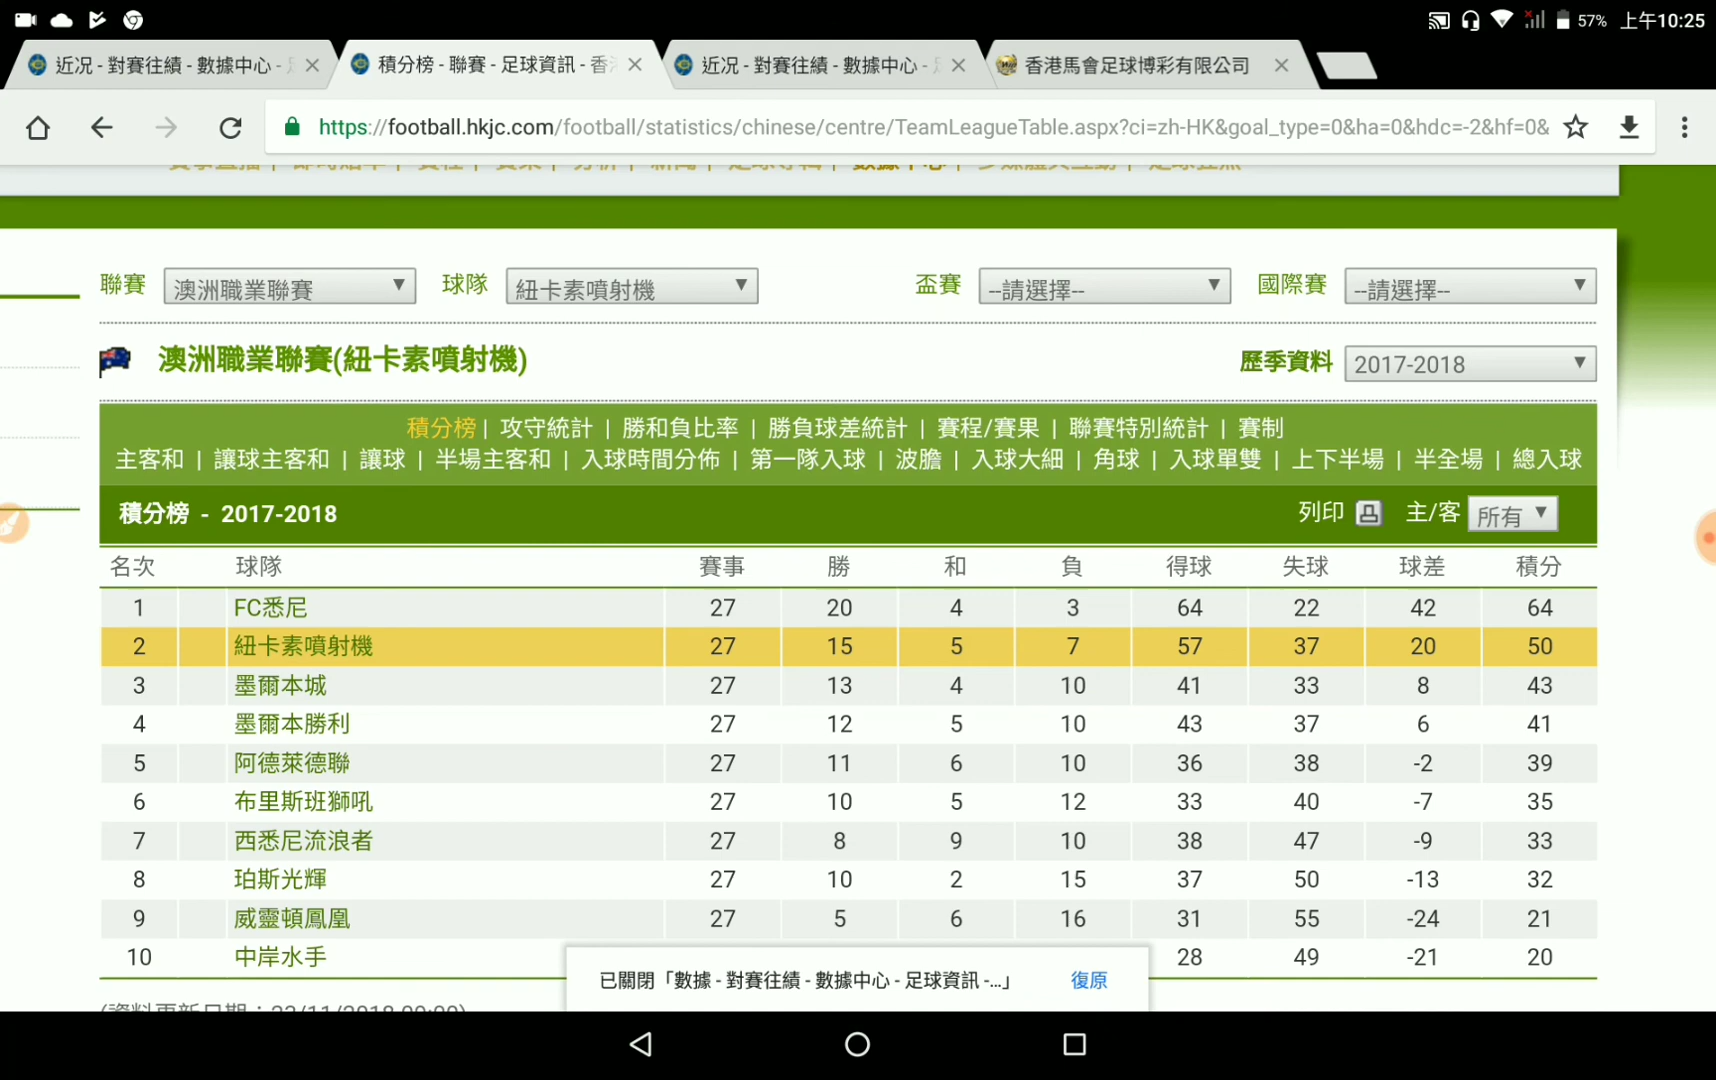 57% 上午10:25
近况 - 對賽往績 - 數據中心 -
積分榜 - 聯賽 - 足球資訊 - 香
近况 - 對賽往績 - 數據中心 -
香港馬會足球博彩有限公司
https://football.hkjc.com/football/statistics/chinese/centre/TeamLeagueTable.aspx?ci=zh-HK&goal_type=0&ha=0&hdc=-2&hf=0&
聯賽 澳洲職業聯賽 球隊 紐卡素噴射機 盃賽 --請選擇-- 國際賽 --請選擇--
澳洲職業聯賽(紐卡素噴射機) 歷季資料 2017-2018
積分榜 | 攻守統計 | 勝和負比率 | 勝負球差統計 | 賽程/賽果 | 聯賽特別統計 | 賽制
主客和 | 讓球主客和 | 讓球 | 半場主客和 | 入球時間分佈 | 第一隊入球 | 波膽 | 入球大細 | 角球 | 入球單雙 | 上下半場 | 半全場 | 總入球
積分榜 - 2017-2018 列印 主/客 所有
名次 球隊 賽事 勝 和 負 得球 失球 球差 積分
1 FC悉尼 27 20 4 3 64 22 42 64
2 紐卡素噴射機 27 15 5 7 57 37 20 50
3 墨爾本城 27 13 4 10 41 33 8 43
4 墨爾本勝利 27 12 5 10 43 37 6 41
5 阿德萊德聯 27 11 6 10 36 38 -2 39
6 布里斯班獅吼 27 10 5 12 33 40 -7 35
7 西悉尼流浪者 27 8 9 10 38 47 -9 33
8 珀斯光輝 27 10 2 15 37 50 -13 32
9 威靈頓鳳凰 27 5 6 16 31 55 -24 21
10 中岸水手 28 49 -21 20
已關閉「數據 - 對賽往績 - 數據中心 - 足球資訊 -...」 復原